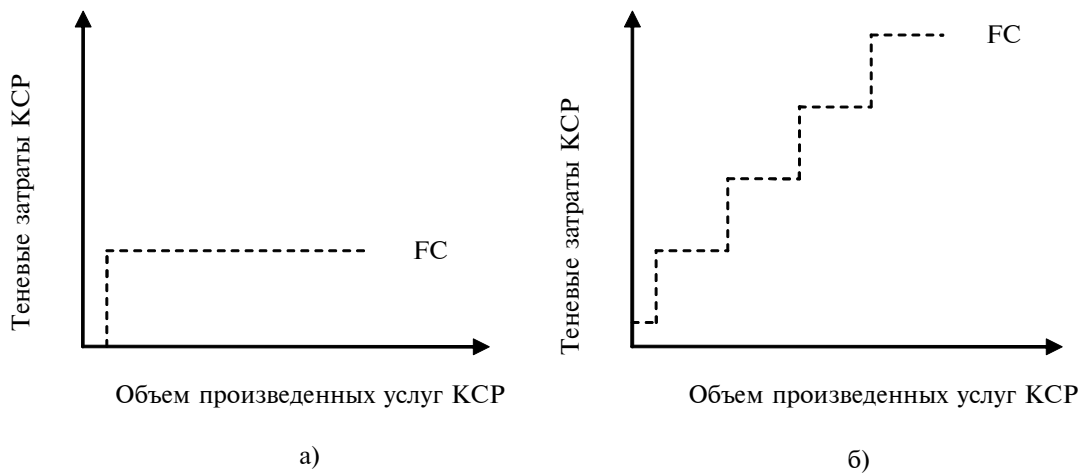 Теневые затраты КСР
FC
Объем произведенных услуг КСР
а)
Теневые затраты КСР
FC
Объем произведенных услуг КСР
б)